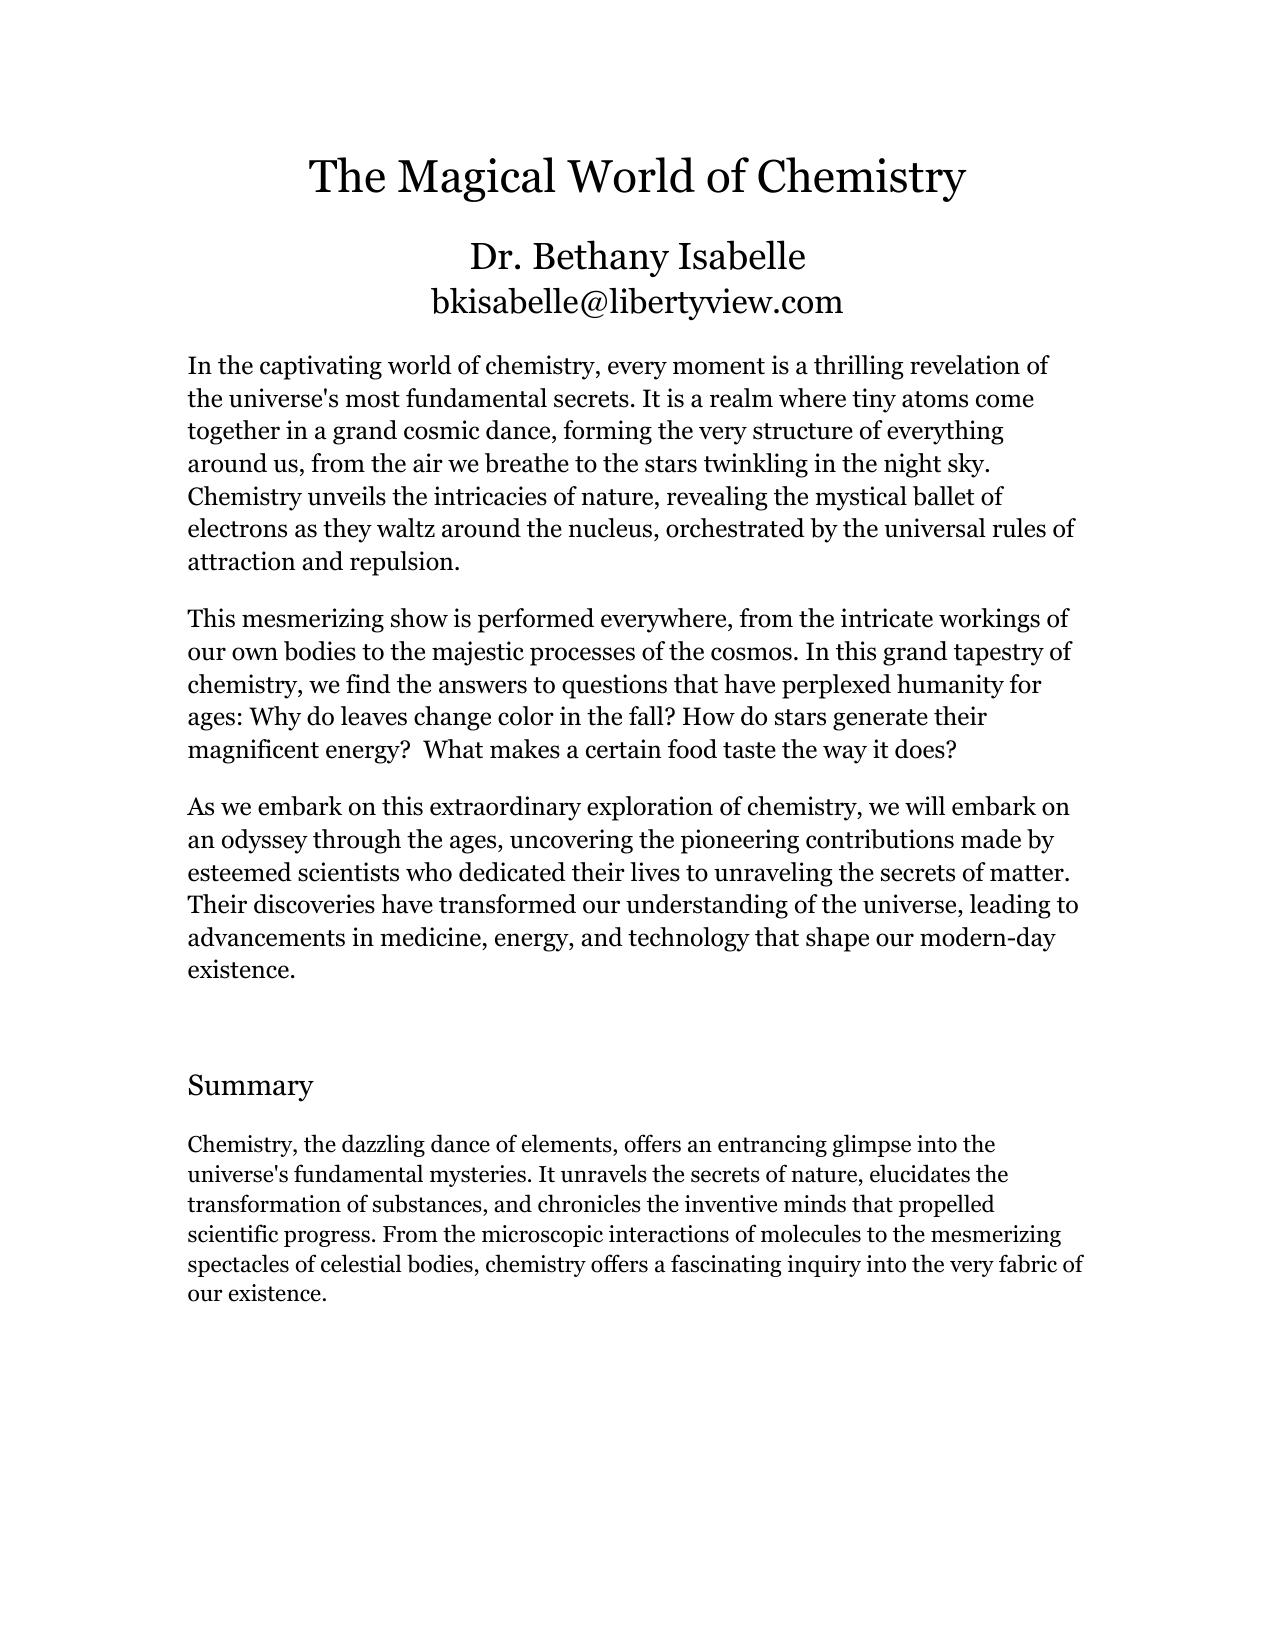 The Magical World of Chemistry
Dr. Bethany Isabelle
bkisabelle@libertyview.com
In the captivating world of chemistry, every moment is a thrilling revelation of
the universe's most fundamental secrets. It is a realm where tiny atoms come
together in a grand cosmic dance, forming the very structure of everything
around us, from the air we breathe to the stars twinkling in the night sky.
Chemistry unveils the intricacies of nature, revealing the mystical ballet of
electrons as they waltz around the nucleus, orchestrated by the universal rules of
attraction and repulsion.
This mesmerizing show is performed everywhere, from the intricate workings of
our own bodies to the majestic processes of the cosmos. In this grand tapestry of
chemistry, we find the answers to questions that have perplexed humanity for
ages: Why do leaves change color in the fall? How do stars generate their
magnificent energy?  What makes a certain food taste the way it does?
As we embark on this extraordinary exploration of chemistry, we will embark on
an odyssey through the ages, uncovering the pioneering contributions made by
esteemed scientists who dedicated their lives to unraveling the secrets of matter.
Their discoveries have transformed our understanding of the universe, leading to
advancements in medicine, energy, and technology that shape our modern-day
existence.
Summary
Chemistry, the dazzling dance of elements, offers an entrancing glimpse into the
universe's fundamental mysteries. It unravels the secrets of nature, elucidates the
transformation of substances, and chronicles the inventive minds that propelled
scientific progress. From the microscopic interactions of molecules to the mesmerizing
spectacles of celestial bodies, chemistry offers a fascinating inquiry into the very fabric of
our existence.